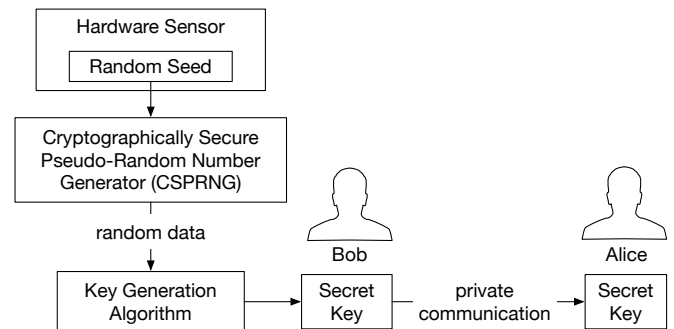 Hardware Sensor
Random Seed
Cryptographically Secure
Pseudo-Random Number
Generator (CSPRNG)
random data
Key Generation
Algorithm
Bob
Secret
Key
private
communication
Alice
Secret
Key